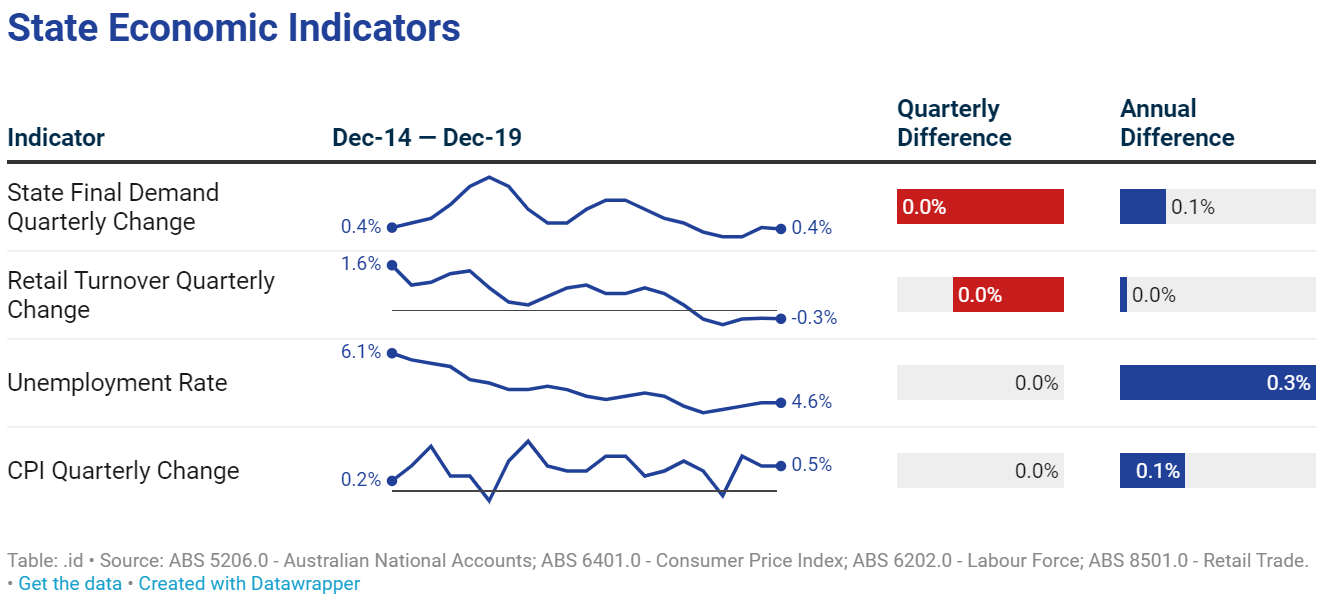 State Economic Indicators
Quarterly
Difference
Annual
Difference
Indicator
Dec-14 — Dec-19
State Final Demand
Quarterly Change
0.4%
0.4%
0.0%
0.1%
Retail Turnover Quarterly
Change
1.6%
-0.3%
0.0%
0.0%
Unemployment Rate
6.1%
4.6%
0.0%
0.3%
CPI Quarterly Change
0.2%
0.5%
0.0%
0.1%
Table: .id • Source: ABS 5206.0 - Australian National Accounts; ABS 6401.0 - Consumer Price Index; ABS 6202.0 - Labour Force; ABS 8501.0 - Retail Trade.
• Get the data • Created with Datawrapper